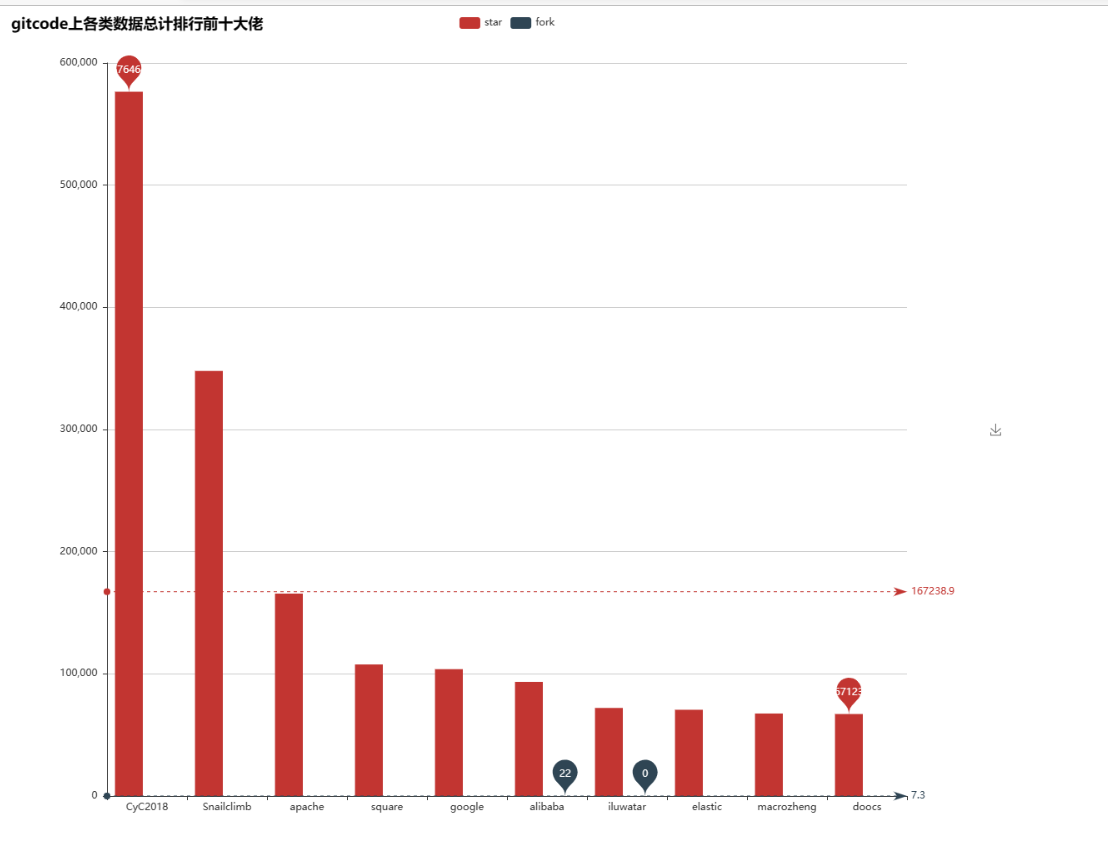 gitcode上各类数据总计排行前十大佬
star
fork
600,000
500,000
400,000
300,000
200,000
100,000
0
7646
67123
22
0
167238.9
7.3
CyC2018
Snailclimb
apache
square
google
alibaba
iluwatar
elastic
macrozheng
doocs